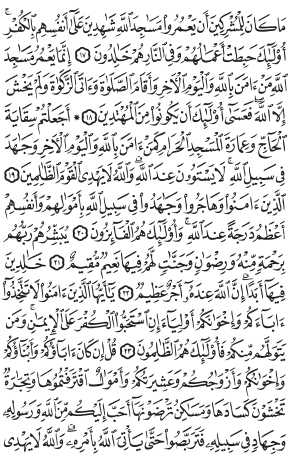 مَا كَانَ لِلْمُشْرِكِينَ أَن يَعْمُرُوا۟ مَسَٰجِدَ ٱللَّهِ شَٰهِدِينَ عَلَىٰٓ أَنفُسِهِم بِٱلْكُفْرِ ۚ
أُو۟لَٰٓئِكَ حَبِطَتْ أَعْمَٰلُهُمْ وَفِى ٱلنَّارِ هُمْ خَٰلِدُونَ ١٧ إِنَّمَا يَعْمُرُ مَسَٰجِدَ
ٱللَّهِ مَنْ ءَامَنَ بِٱللَّهِ وَٱلْيَوْمِ ٱلْءَاخِرِ وَأَقَامَ ٱلصَّلَوٰةَ وَءَاتَى ٱلزَّكَوٰةَ وَلَمْ يَخْشَ
إِلَّا ٱللَّهَ ۖ فَعَسَىٰٓ أُو۟لَٰٓئِكَ أَن يَكُونُوا۟ مِنَ ٱلْمُهْتَدِينَ ١٨ ۞ أَجَعَلْتُمْ سِقَايَةَ
ٱلْحَآجِّ وَعِمَارَةَ ٱلْمَسْجِدِ ٱلْحَرَامِ كَمَنْ ءَامَنَ بِٱللَّهِ وَٱلْيَوْمِ ٱلْءَاخِرِ وَجَٰهَدَ
فِى سَبِيلِ ٱللَّهِ ۚ لَا يَسْتَوُۥنَ عِندَ ٱللَّهِ ۗ وَٱللَّهُ لَا يَهْدِى ٱلْقَوْمَ ٱلظَّٰلِمِينَ ١٩
ٱلَّذِينَ ءَامَنُوا۟ وَهَاجَرُوا۟ وَجَٰهَدُوا۟ فِى سَبِيلِ ٱللَّهِ بِأَمْوَٰلِهِمْ وَأَنفُسِهِمْ
أَعْظَمُ دَرَجَةً عِندَ ٱللَّهِ ۚ وَأُو۟لَٰٓئِكَ هُمُ ٱلْفَآئِزُونَ ٢٠ يُبَشِّرُهُمْ رَبُّهُم
بِرَحْمَةٍ مِّنْهُ وَرِضْوَٰنٍ وَجَنَّٰتٍ لَّهُمْ فِيهَا نَعِيمٌ مُّقِيمٌ ٢١ خَٰلِدِينَ
فِيهَآ أَبَدًا ۚ إِنَّ ٱللَّهَ عِندَهُۥٓ أَجْرٌ عَظِيمٌ ٢٢ يَٰٓأَيُّهَا ٱلَّذِينَ ءَامَنُوا۟ لَا تَتَّخِذُوٓا۟
ءَابَآءَكُمْ وَإِخْوَٰنَكُمْ أَوْلِيَآءَ إِنِ ٱسْتَحَبُّوا۟ ٱلْكُفْرَ عَلَى ٱلْإِيمَٰنِ ۚ وَمَن
يَتَوَلَّهُم مِّنكُمْ فَأُو۟لَٰٓئِكَ هُمُ ٱلظَّٰلِمُونَ ٢٣ قُلْ إِن كَانَ ءَابَآؤُكُمْ وَأَبْنَآؤُكُمْ
وَإِخْوَٰنُكُمْ وَأَزْوَٰجُكُمْ وَعَشِيرَتُكُمْ وَأَمْوَٰلٌ ٱقْتَرَفْتُمُوهَا وَتِجَٰرَةٌ
تَخْشَوْنَ كَسَادَهَا وَمَسَٰكِنُ تَرْضَوْنَهَآ أَحَبَّ إِلَيْكُم مِّنَ ٱللَّهِ وَرَسُولِهِۦ
وَجِهَادٍ فِى سَبِيلِهِۦ فَتَرَبَّصُوا۟ حَتَّىٰ يَأْتِىَ ٱللَّهُ بِأَمْرِهِۦ ۗ وَٱللَّهُ لَا يَهْدِى